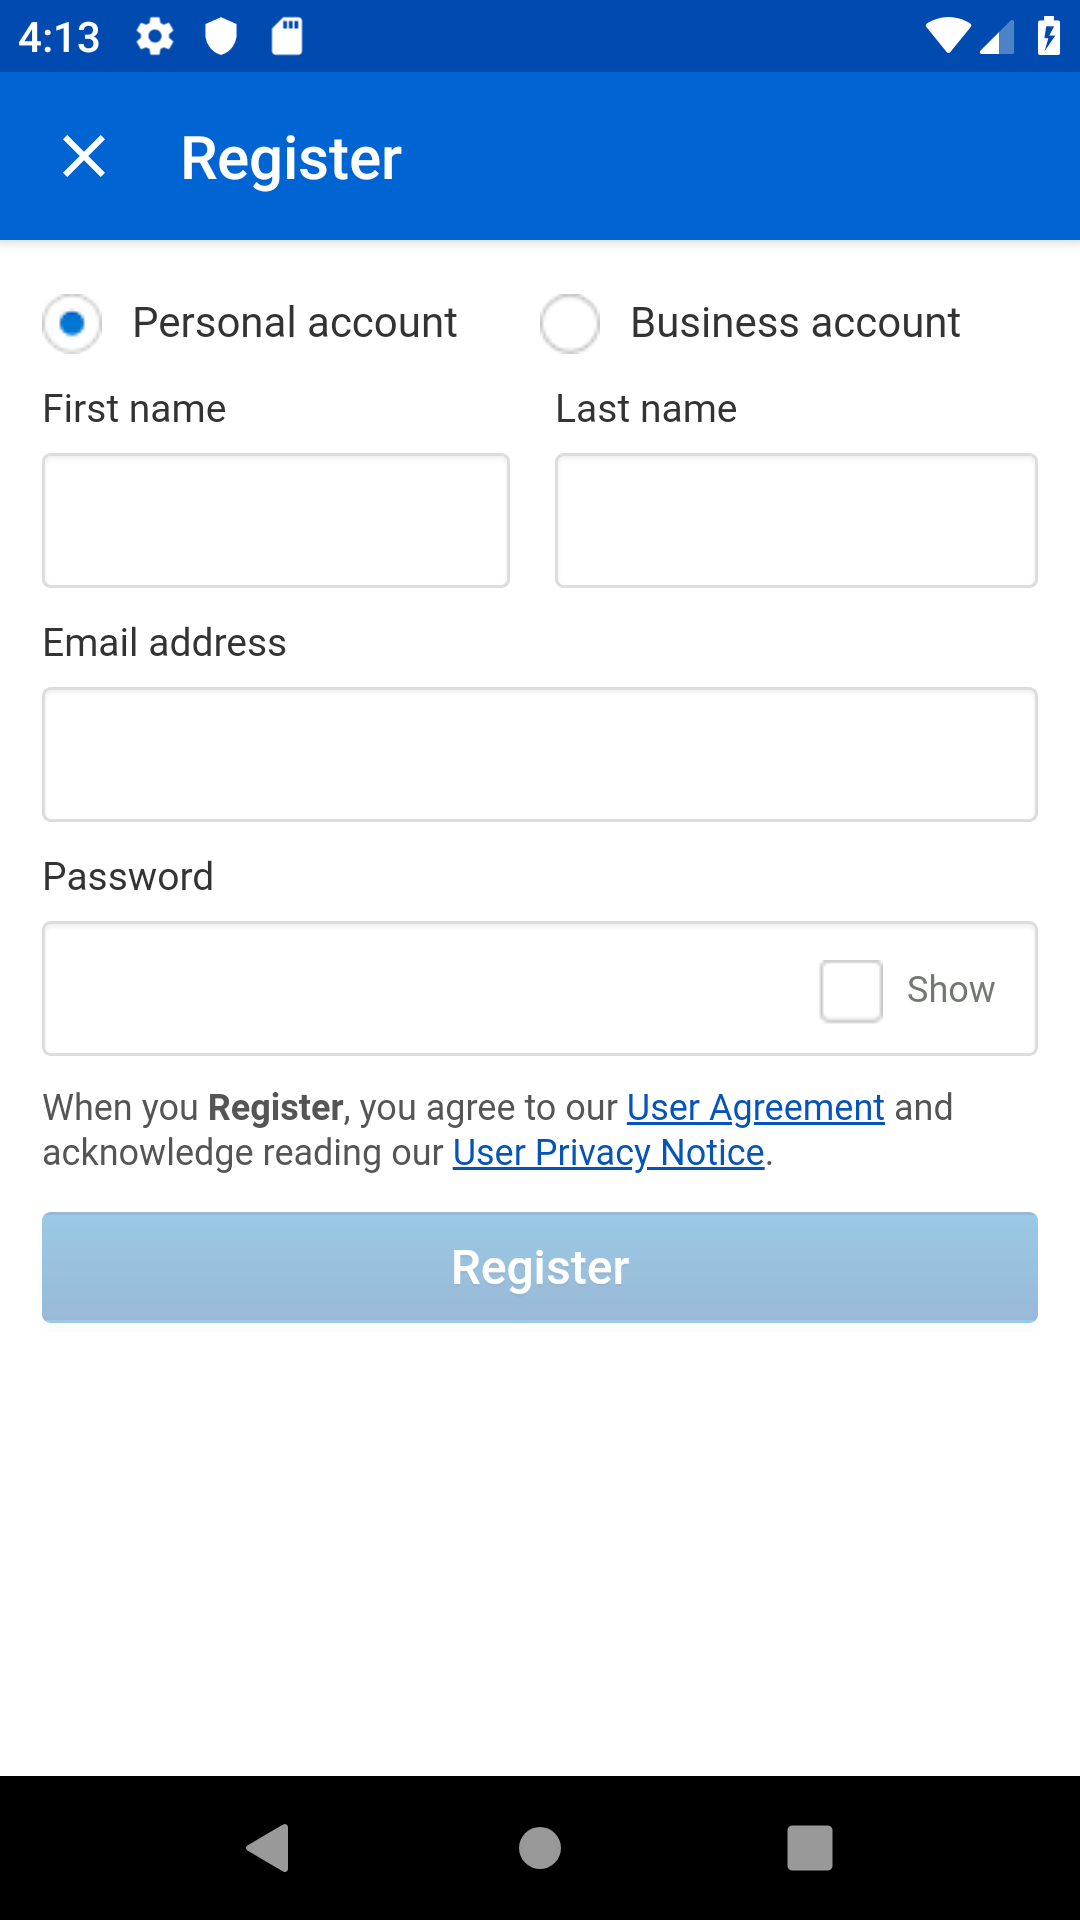 4:13
Register
Personal account
Business account
First name
Last name
Email address
Password
Show
When you Register, you agree to our User Agreement and
acknowledge reading our User Privacy Notice.
Register